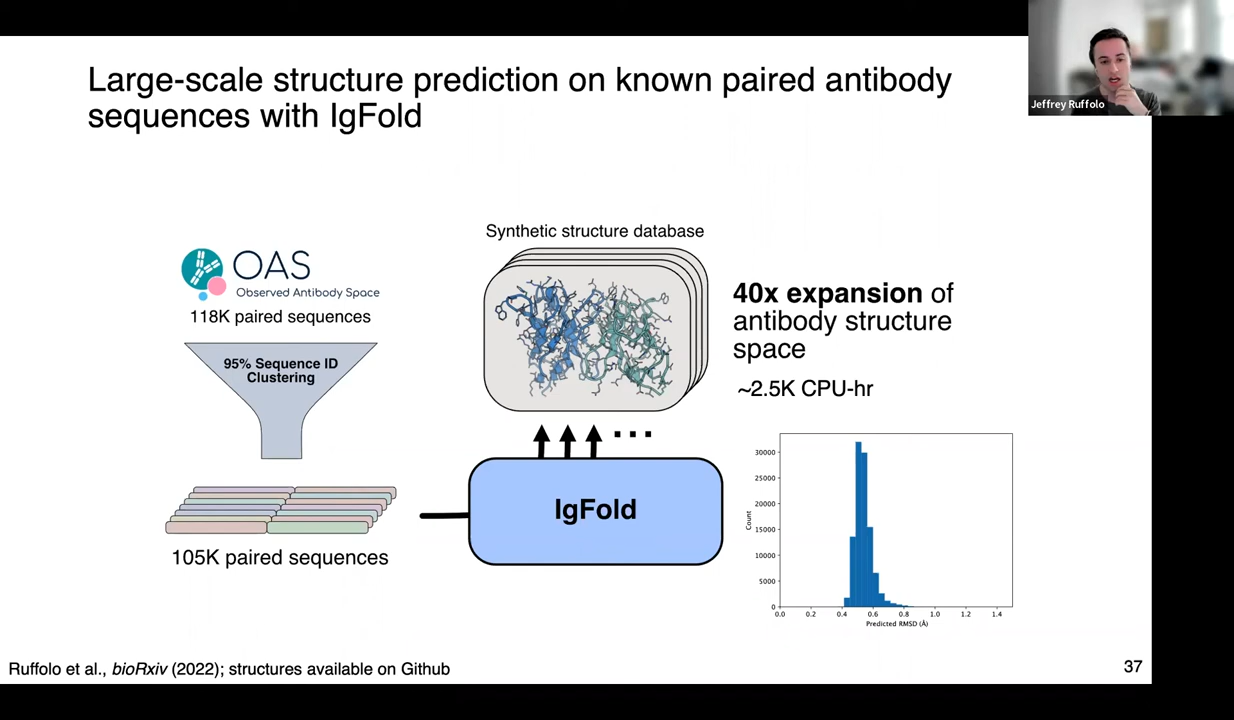 Large-scale structure prediction on known paired antibody
sequences with IgFold
Jeffrey Ruffolo
OAS
Observed Antibody Space
118K paired sequences
95% Sequence ID
Clustering
105K paired sequences
Synthetic structure database
IgFold
40x expansion of
antibody structure
space
~2.5K CPU-hr
30000
25000
20000
15000
10000
5000
0
Count
0.0 0.2 0.4 0.6 0.8 1.0 1.2 1.4
Predicted RMSD (Å)
Ruffolo et al., bioRxiv (2022); structures available on Github
37